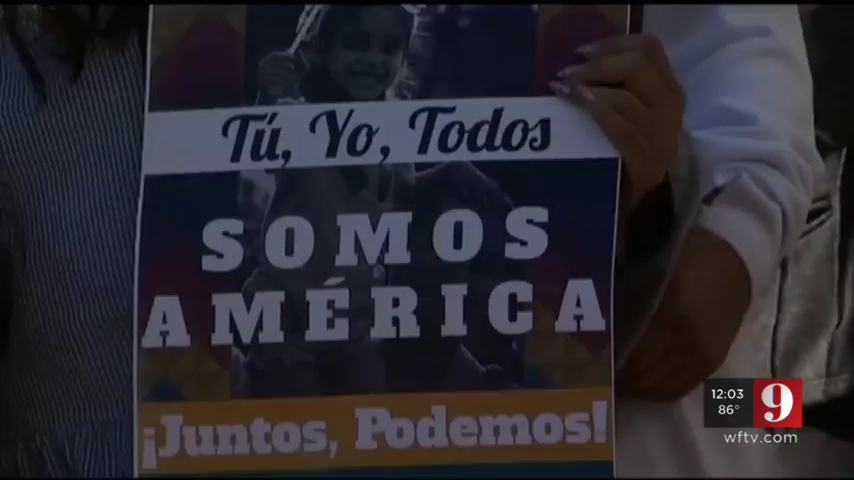 Tú, Yo, Todos
SOMOS
AMÉRICA
¡Juntos, Podemos!
12:03
86°
9
wftv.com